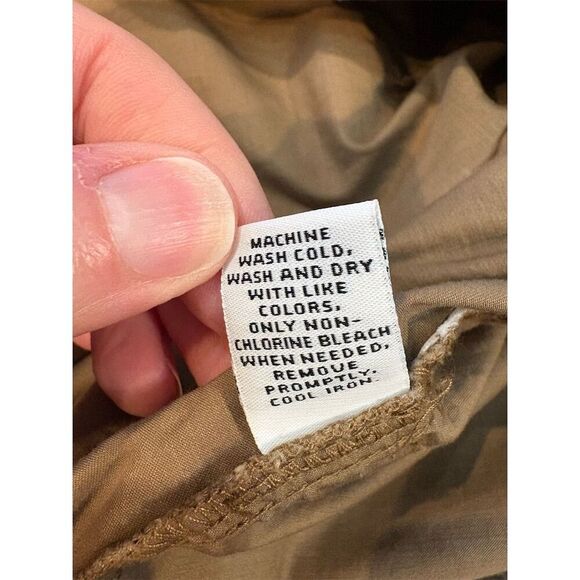 MACHINE
WASH COLD,
WASH AND DRY
WITH LIKE
COLORS,
ONLY NON-
CHLORINE BLEACH
WHEN NEEDED,
REMOVE
PROMPTLY,
COOL IRON.